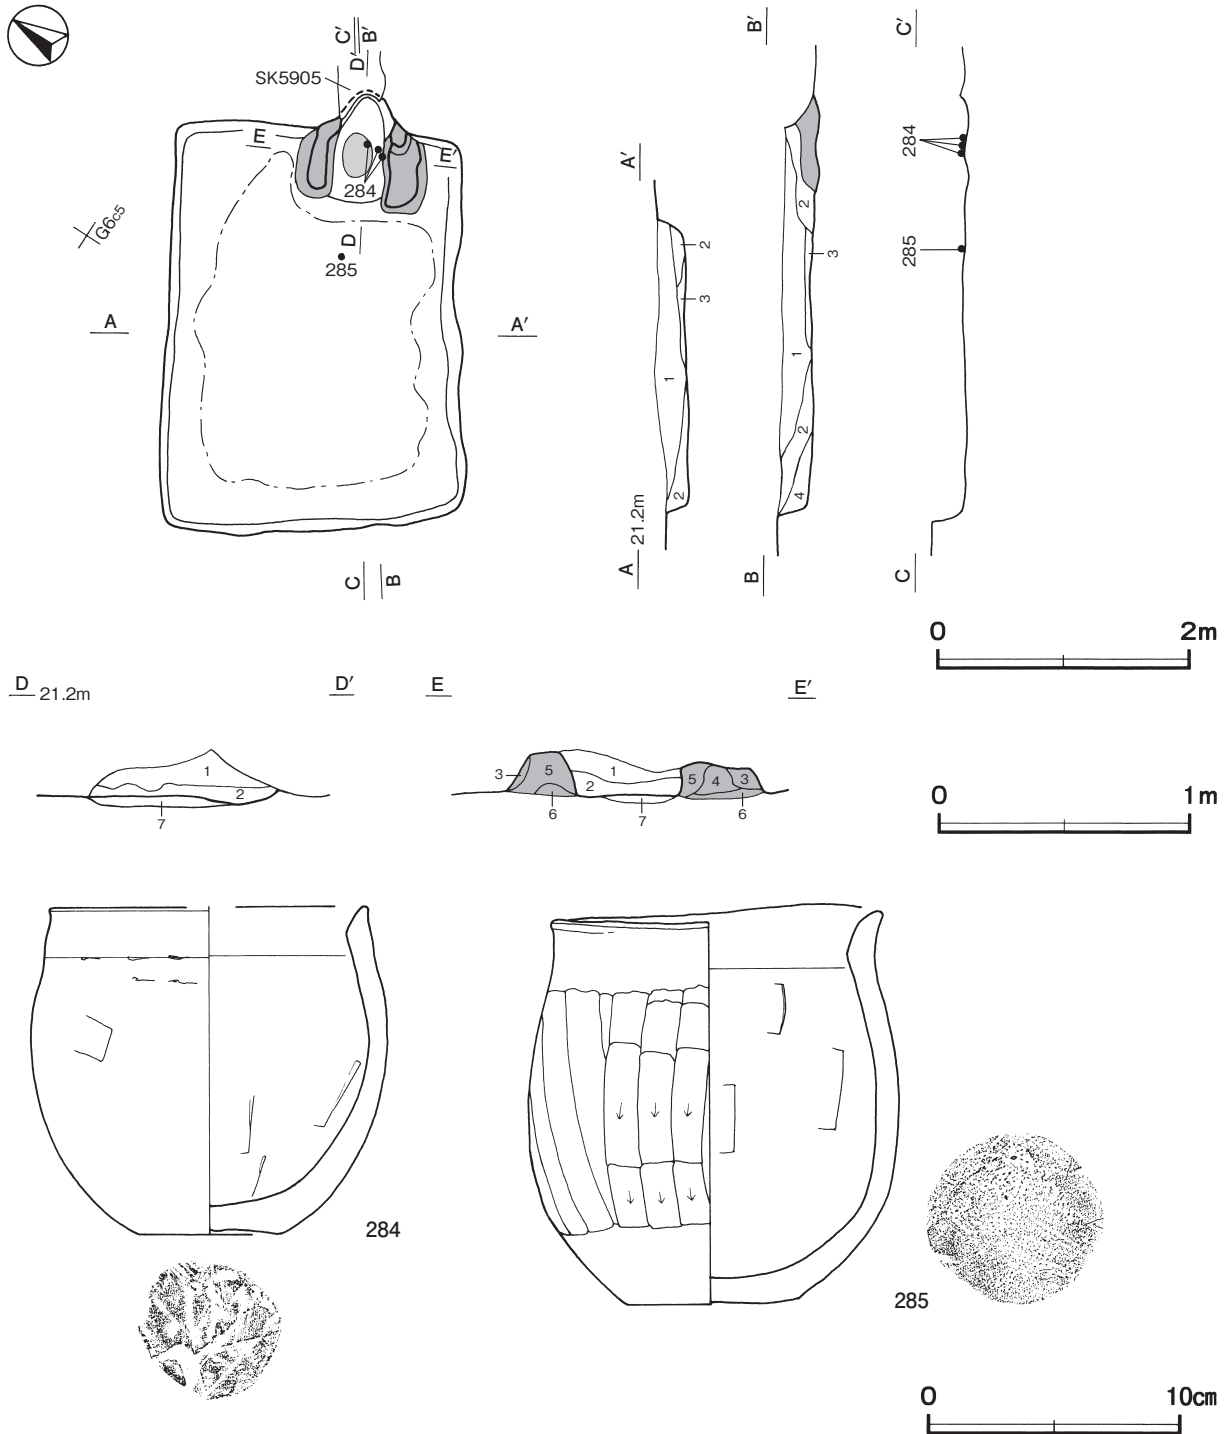 C′ B′
D′
SK5905
E E′
284
G6c5
D
285
A A′
C B
A′
2
3
1
2
A 21.2m
B′
2
3
1
2
4
B
C′
284
285
C
0 2m
D 21.2m D′
1
2
7
E E′
3 5 1 2 5 4 3
6 7 6
0 1m
284
285
0 10cm